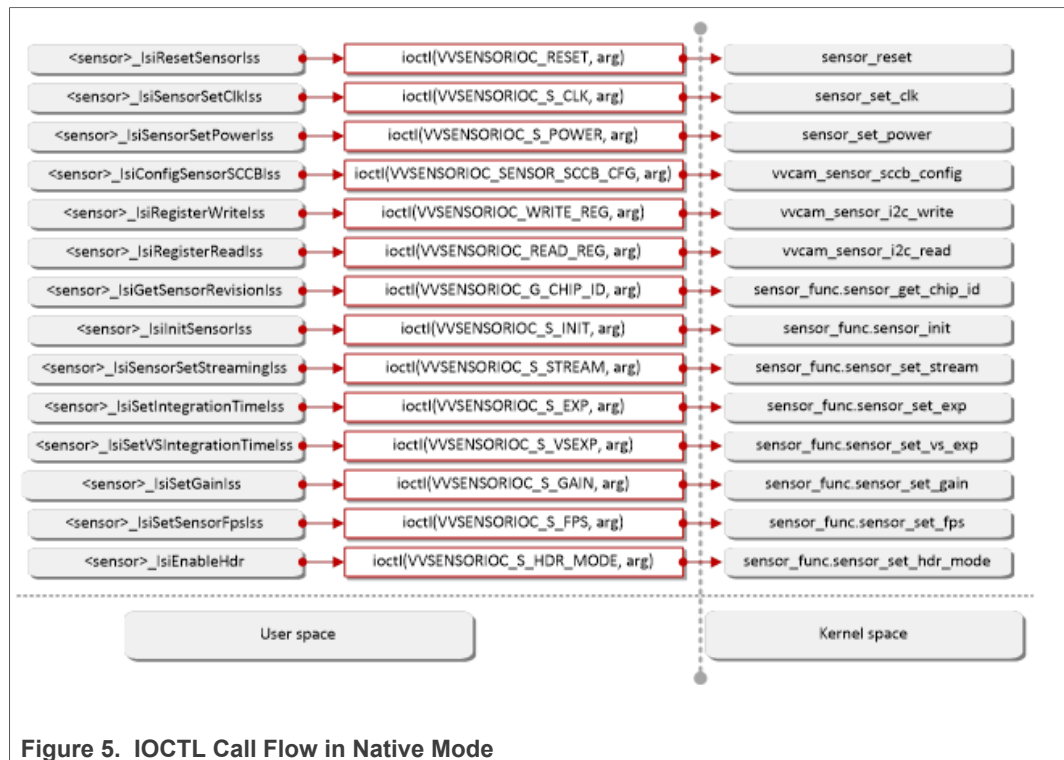 <sensor>_IsiResetSensorIss ioctl(VVSENSORIOC_RESET, arg) sensor_reset
<sensor>_IsiSensorSetClkIss ioctl(VVSENSORIOC_S_CLK, arg) sensor_set_clk
<sensor>_IsiSensorSetPowerIss ioctl(VVSENSORIOC_S_POWER, arg) sensor_set_power
<sensor>_IsiConfigSensorSCCBIss ioctl(VVSENSORIOC_SENSOR_SCCB_CFG, arg) vvcam_sensor_sccb_config
<sensor>_IsiRegisterWriteIss ioctl(VVSENSORIOC_WRITE_REG, arg) vvcam_sensor_i2c_write
<sensor>_IsiRegisterReadIss ioctl(VVSENSORIOC_READ_REG, arg) vvcam_sensor_i2c_read
<sensor>_IsiGetSensorRevisionIss ioctl(VVSENSORIOC_G_CHIP_ID, arg) sensor_func.sensor_get_chip_id
<sensor>_IsiInitSensorIss ioctl(VVSENSORIOC_S_INIT, arg) sensor_func.sensor_init
<sensor>_IsiSensorSetStreamingIss ioctl(VVSENSORIOC_S_STREAM, arg) sensor_func.sensor_set_stream
<sensor>_IsiSetIntegrationTimeIss ioctl(VVSENSORIOC_S_EXP, arg) sensor_func.sensor_set_exp
<sensor>_IsiSetVSIntegrationTimeIss ioctl(VVSENSORIOC_S_VSEXP, arg) sensor_func.sensor_set_vs_exp
<sensor>_IsiSetGainIss ioctl(VVSENSORIOC_S_GAIN, arg) sensor_func.sensor_set_gain
<sensor>_IsiSetSensorFpsIss ioctl(VVSENSORIOC_S_FPS, arg) sensor_func.sensor_set_fps
<sensor>_IsiEnableHdr ioctl(VVSENSORIOC_S_HDR_MODE, arg) sensor_func.sensor_set_hdr_mode
User space Kernel space
Figure 5. IOCTL Call Flow in Native Mode